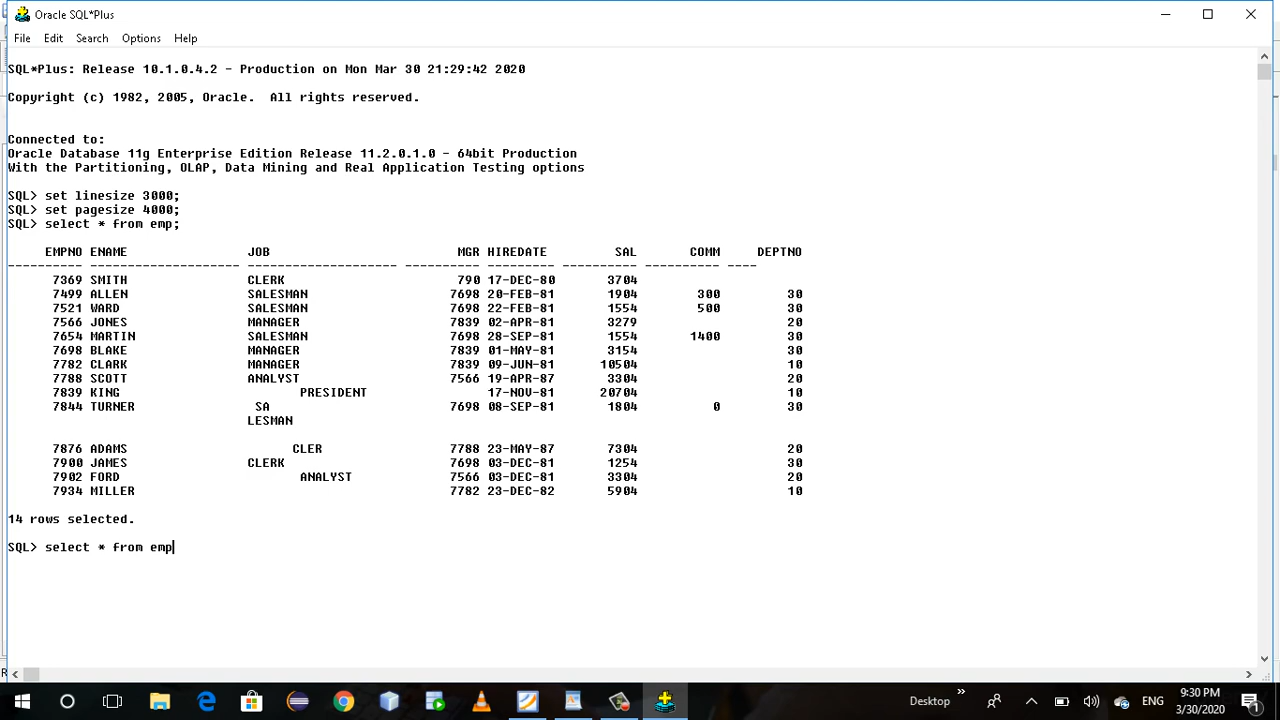 Oracle SQL*Plus
File Edit Search Options Help
SQL*Plus: Release 10.1.0.4.2 - Production on Mon Mar 30 21:29:42 2020
Copyright (c) 1982, 2005, Oracle.  All rights reserved.
Connected to:
Oracle Database 11g Enterprise Edition Release 11.2.0.1.0 - 64bit Production
With the Partitioning, OLAP, Data Mining and Real Application Testing options
SQL> set linesize 3000;
SQL> set pagesize 4000;
SQL> select * from emp;
EMPNO ENAME JOB MGR HIREDATE SAL COMM DEPTNO
---------- -------------------- -------------------- ---------- --------- ---------- ---------- ----
7369 SMITH CLERK 790 17-DEC-80 3704
7499 ALLEN SALESMAN 7698 20-FEB-81 1904 300 30
7521 WARD SALESMAN 7698 22-FEB-81 1554 500 30
7566 JONES MANAGER 7839 02-APR-81 3279 20
7654 MARTIN SALESMAN 7698 28-SEP-81 1554 1400 30
7698 BLAKE MANAGER 7839 01-MAY-81 3154 30
7782 CLARK MANAGER 7839 09-JUN-81 10504 10
7788 SCOTT ANALYST 7566 19-APR-87 3304 20
7839 KING PRESIDENT 17-NOV-81 20704 10
7844 TURNER SA 7698 08-SEP-81 1804 0 30
LESMAN
7876 ADAMS CLER 7788 23-MAY-87 7304 20
7900 JAMES CLERK 7698 03-DEC-81 1254 30
7902 FORD ANALYST 7566 03-DEC-81 3304 20
7934 MILLER 7782 23-DEC-82 5904 10
14 rows selected.
SQL> select * from emp
Desktop ENG 9:30 PM
3/30/2020